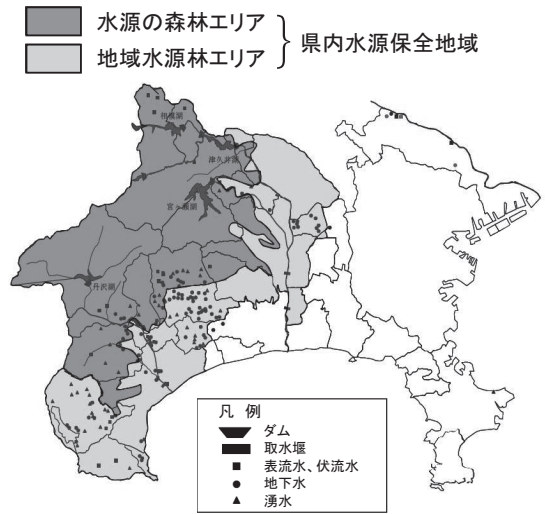 水源の森林エリア
地域水源林エリア
県内水源保全地域
相模湖
津久井湖
宮ヶ瀬湖
丹沢湖
凡 例
ダム
取水堰
表流水、伏流水
地下水
湧水